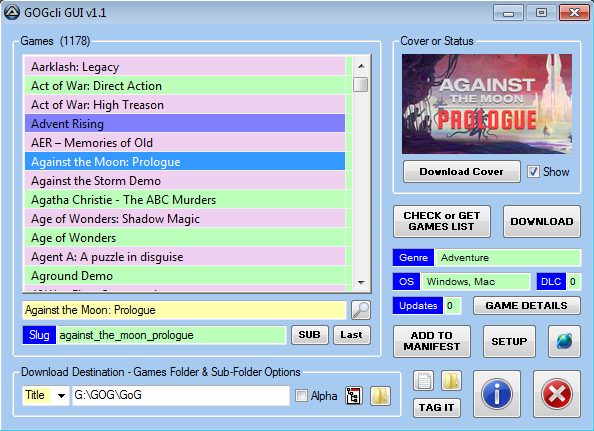 GOGcli GUI v1.1
Games (1178)
Aarklash: Legacy
Act of War: Direct Action
Act of War: High Treason
Advent Rising
AER – Memories of Old
Against the Moon: Prologue
Against the Storm Demo
Agatha Christie - The ABC Murders
Age of Wonders: Shadow Magic
Age of Wonders
Agent A: A puzzle in disguise
Aground Demo
Against the Moon: Prologue
Slug against_the_moon_prologue SUB Last
Cover or Status
AGAINST
THE MOON
PROLOGUE
Download Cover Show
CHECK or GET
GAMES LIST
DOWNLOAD
Genre Adventure
OS Windows, Mac DLC 0
Updates 0 GAME DETAILS
ADD TO
MANIFEST
SETUP
Download Destination - Games Folder & Sub-Folder Options
Title G:\GOG\GoG Alpha
TAG IT